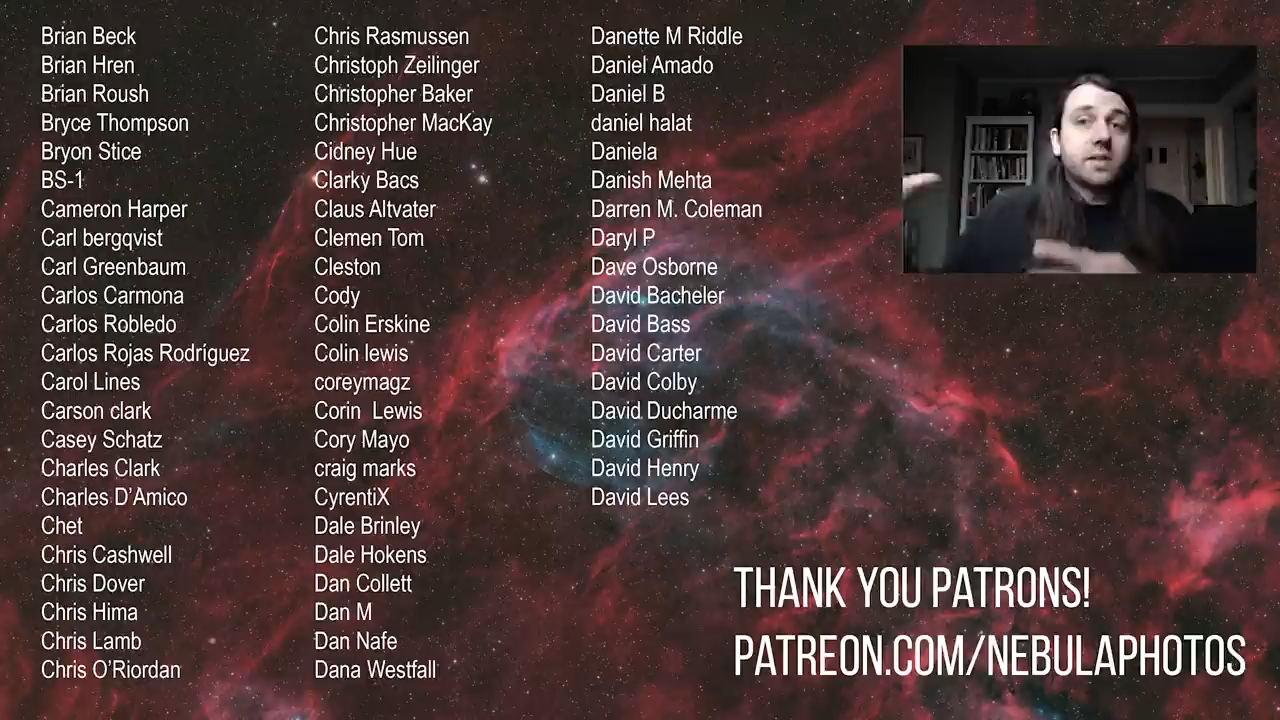 Brian Beck
Brian Hren
Brian Roush
Bryce Thompson
Bryon Stice
BS-1
Cameron Harper
Carl bergqvist
Carl Greenbaum
Carlos Carmona
Carlos Robledo
Carlos Rojas Rodríguez
Carol Lines
Carson clark
Casey Schatz
Charles Clark
Charles D'Amico
Chet
Chris Cashwell
Chris Dover
Chris Hima
Chris Lamb
Chris O'Riordan
Chris Rasmussen
Christoph Zeilinger
Christopher Baker
Christopher MacKay
Cidney Hue
Clarky Bacs
Claus Altvater
Clemen Tom
Cleston
Cody
Colin Erskine
Colin lewis
coreymagz
Corin  Lewis
Cory Mayo
craig marks
CyrentiX
Dale Brinley
Dale Hokens
Dan Collett
Dan M
Dan Nafe
Dana Westfall
Danette M Riddle
Daniel Amado
Daniel B
daniel halat
Daniela
Danish Mehta
Darren M. Coleman
Daryl P
Dave Osborne
David Bacheler
David Bass
David Carter
David Colby
David Ducharme
David Griffin
David Henry
David Lees
THANK YOU PATRONS!
PATREON.COM/NEBULAPHOTOS